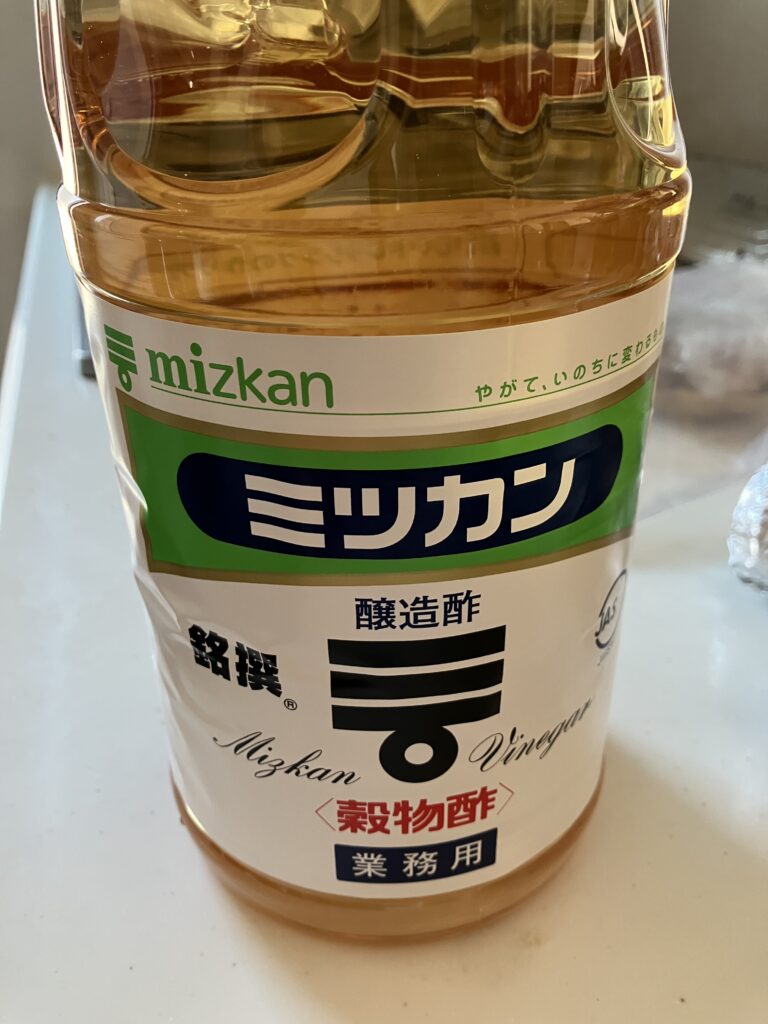 mizkan
やがて、いのちに変わるもの
ミツカン
醸造酢
JAS
銘撰®
Mizkan Vinegar
〈穀物酢〉
業務用